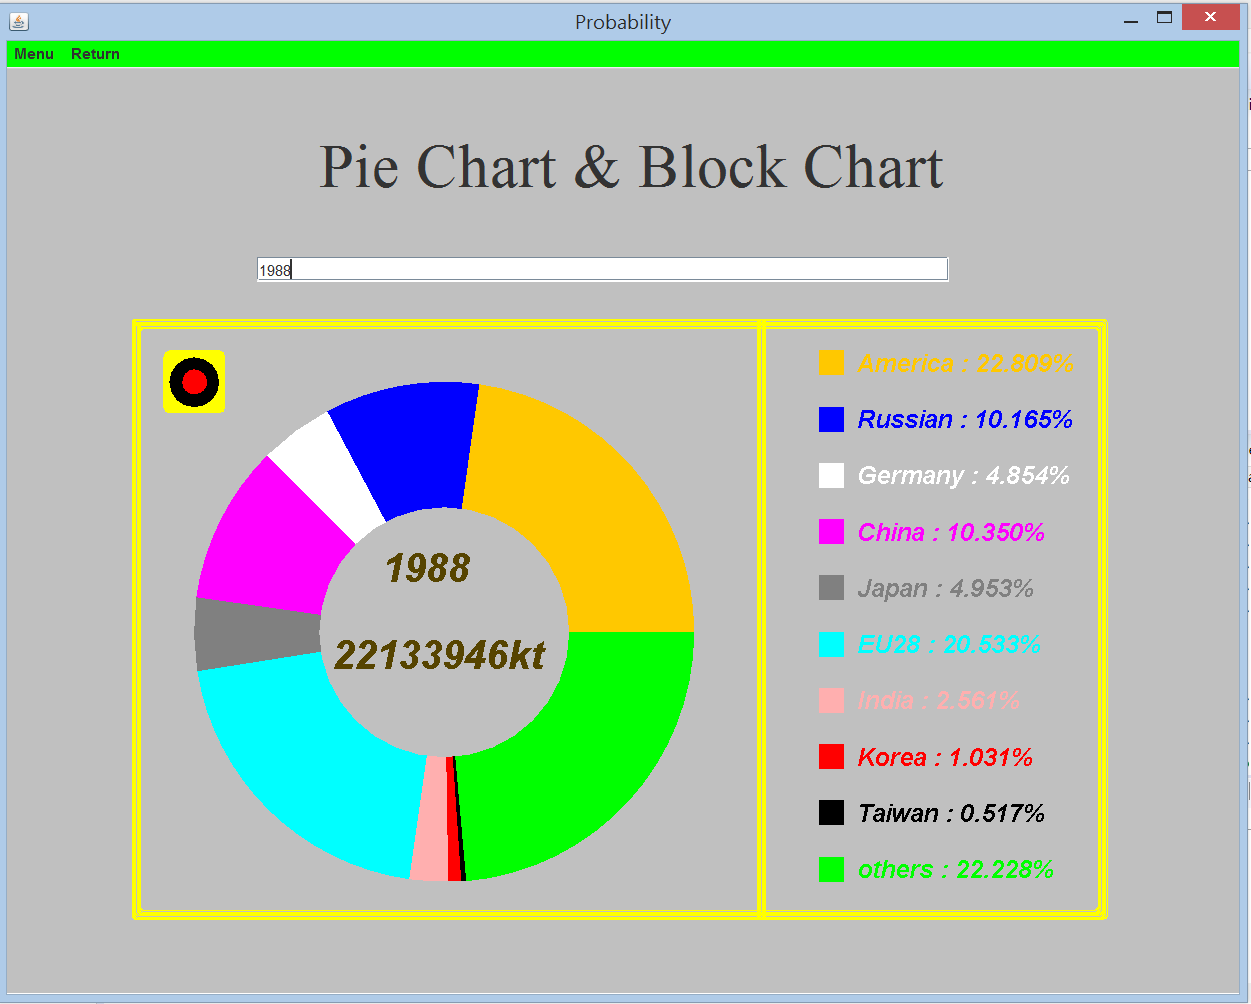 Probability
Menu Return
Pie Chart & Block Chart
1988
America : 22.809%
Russian : 10.165%
Germany : 4.854%
China : 10.350%
Japan : 4.953%
EU28 : 20.533%
India : 2.561%
Korea : 1.031%
Taiwan : 0.517%
others : 22.228%
1988
22133946kt